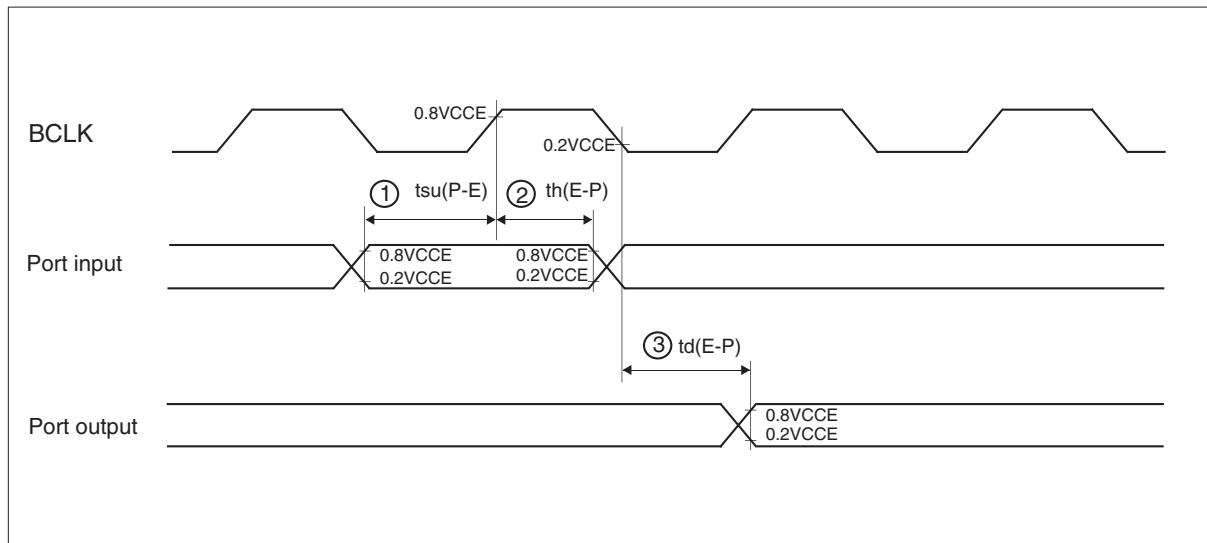 0.8VCCE
BCLK
0.2VCCE
① tsu(P-E) ② th(E-P)
Port input
0.8VCCE 0.8VCCE
0.2VCCE 0.2VCCE
③ td(E-P)
Port output
0.8VCCE
0.2VCCE